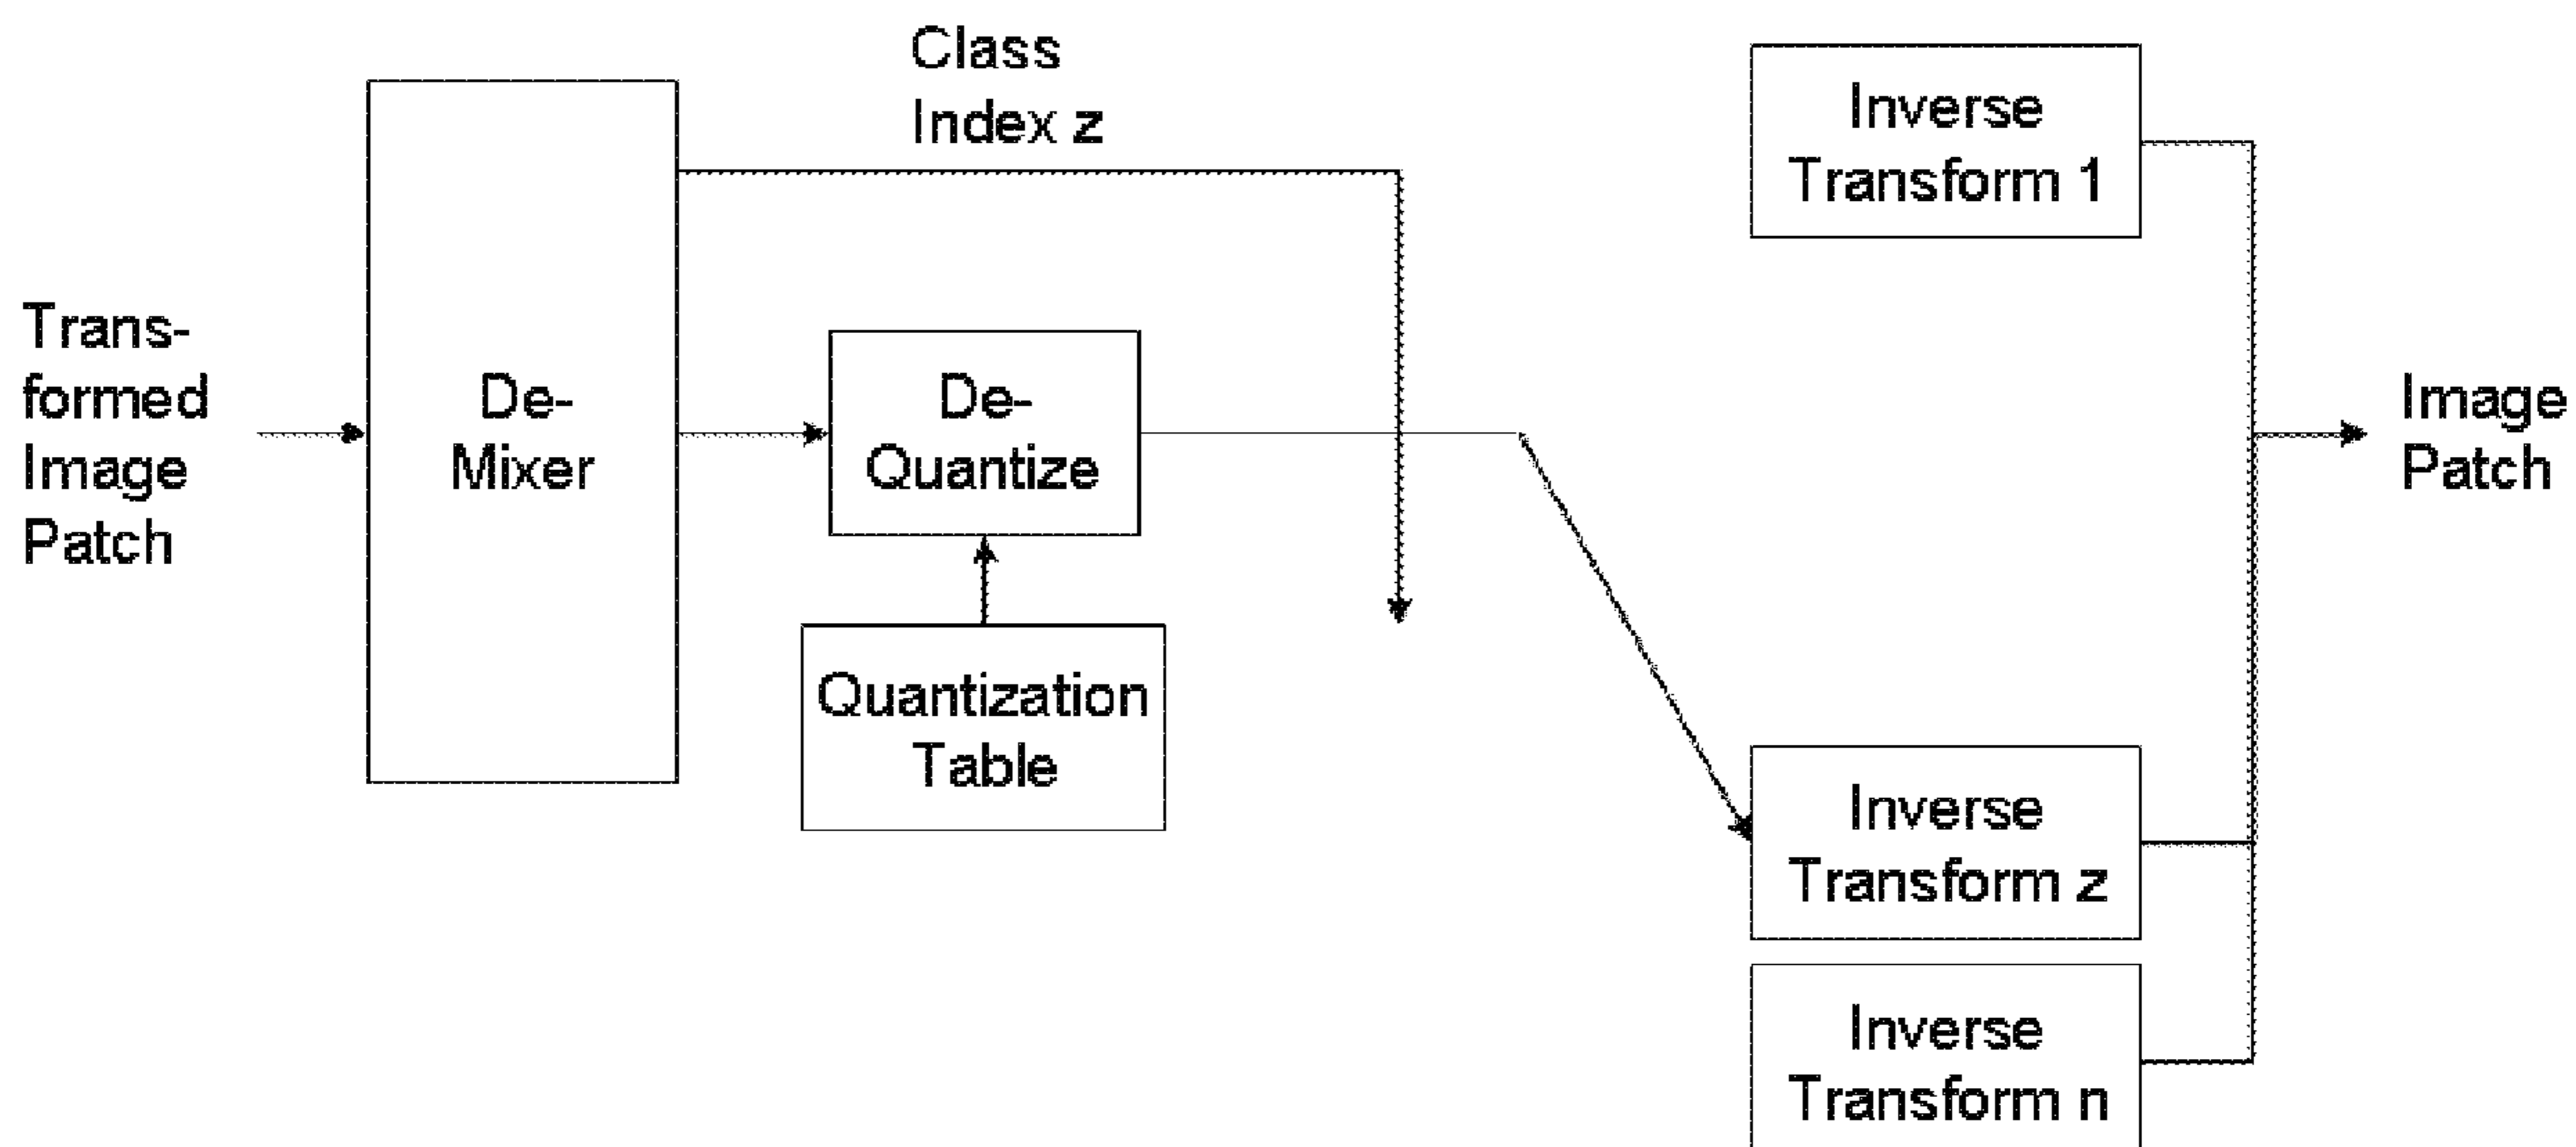 Class
Index z
Inverse
Transform 1
Trans-
formed
Image
Patch
De-
Mixer
De-
Quantize
Image
Patch
Quantization
Table
Inverse
Transform z
Inverse
Transform n